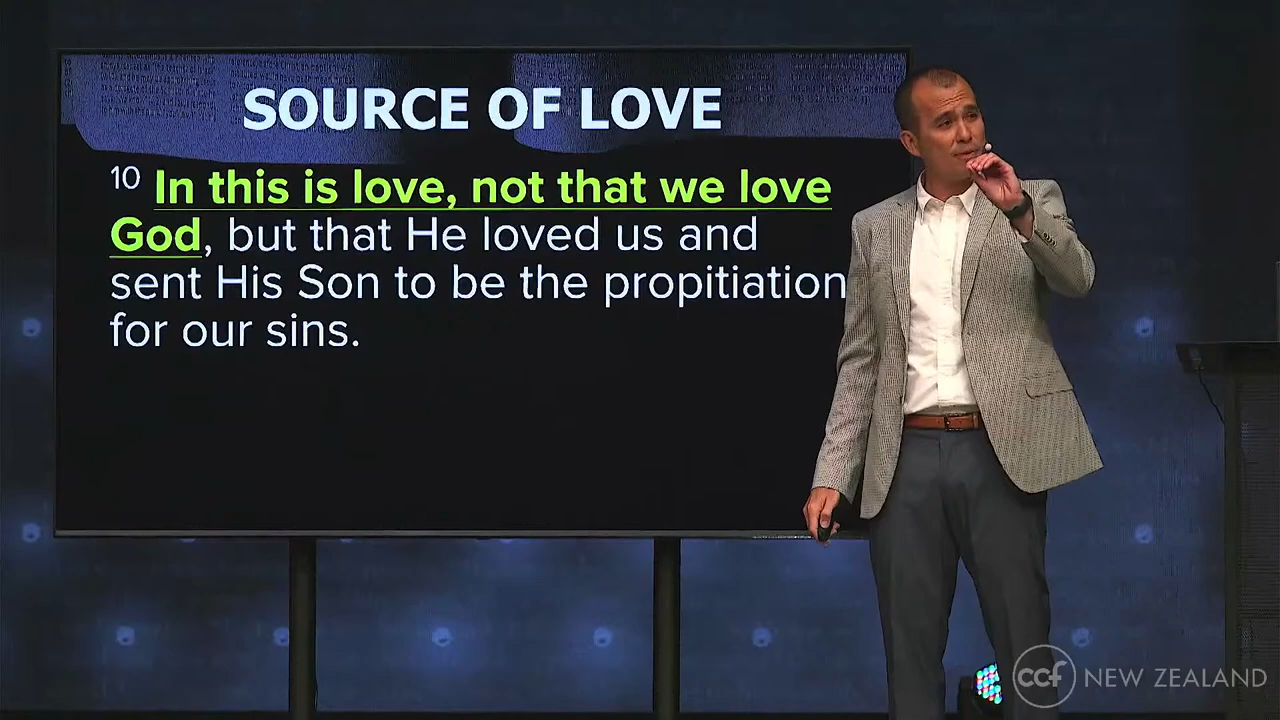 SOURCE OF LOVE
10 In this is love, not that we love
God, but that He loved us and
sent His Son to be the propitiation
for our sins.
ccf NEW ZEALAND